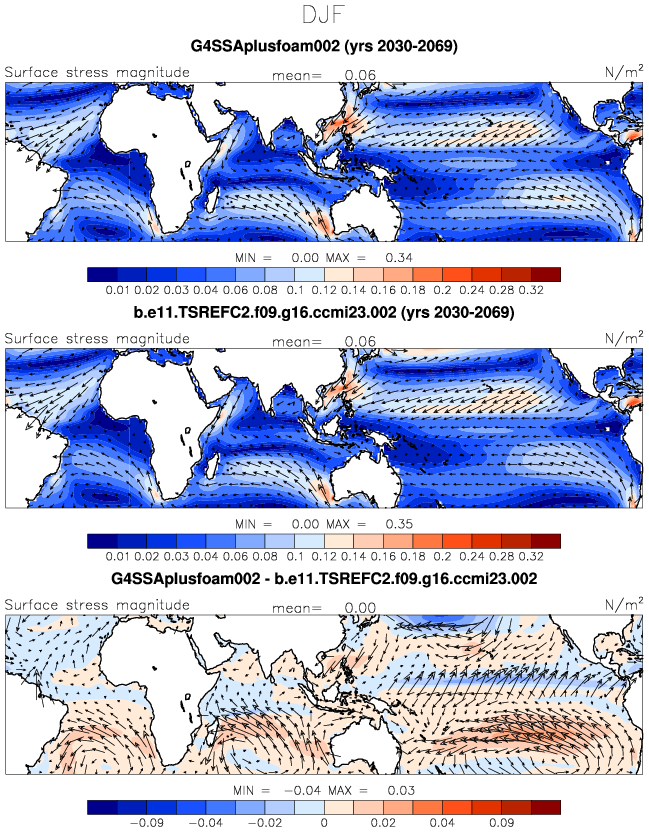 DJF
G4SSAplusfoam002 (yrs 2030-2069)
Surface stress magnitude mean= 0.06 N/m²
MIN = 0.00 MAX = 0.34
0.01 0.02 0.03 0.04 0.06 0.08 0.1 0.12 0.14 0.16 0.18 0.2 0.24 0.28 0.32
b.e11.TSREFC2.f09.g16.ccmi23.002 (yrs 2030-2069)
Surface stress magnitude mean= 0.06 N/m²
MIN = 0.00 MAX = 0.35
0.01 0.02 0.03 0.04 0.06 0.08 0.1 0.12 0.14 0.16 0.18 0.2 0.24 0.28 0.32
G4SSAplusfoam002 - b.e11.TSREFC2.f09.g16.ccmi23.002
Surface stress magnitude mean= 0.00 N/m²
MIN = −0.04 MAX = 0.03
−0.09 −0.04 −0.02 0 0.02 0.04 0.09